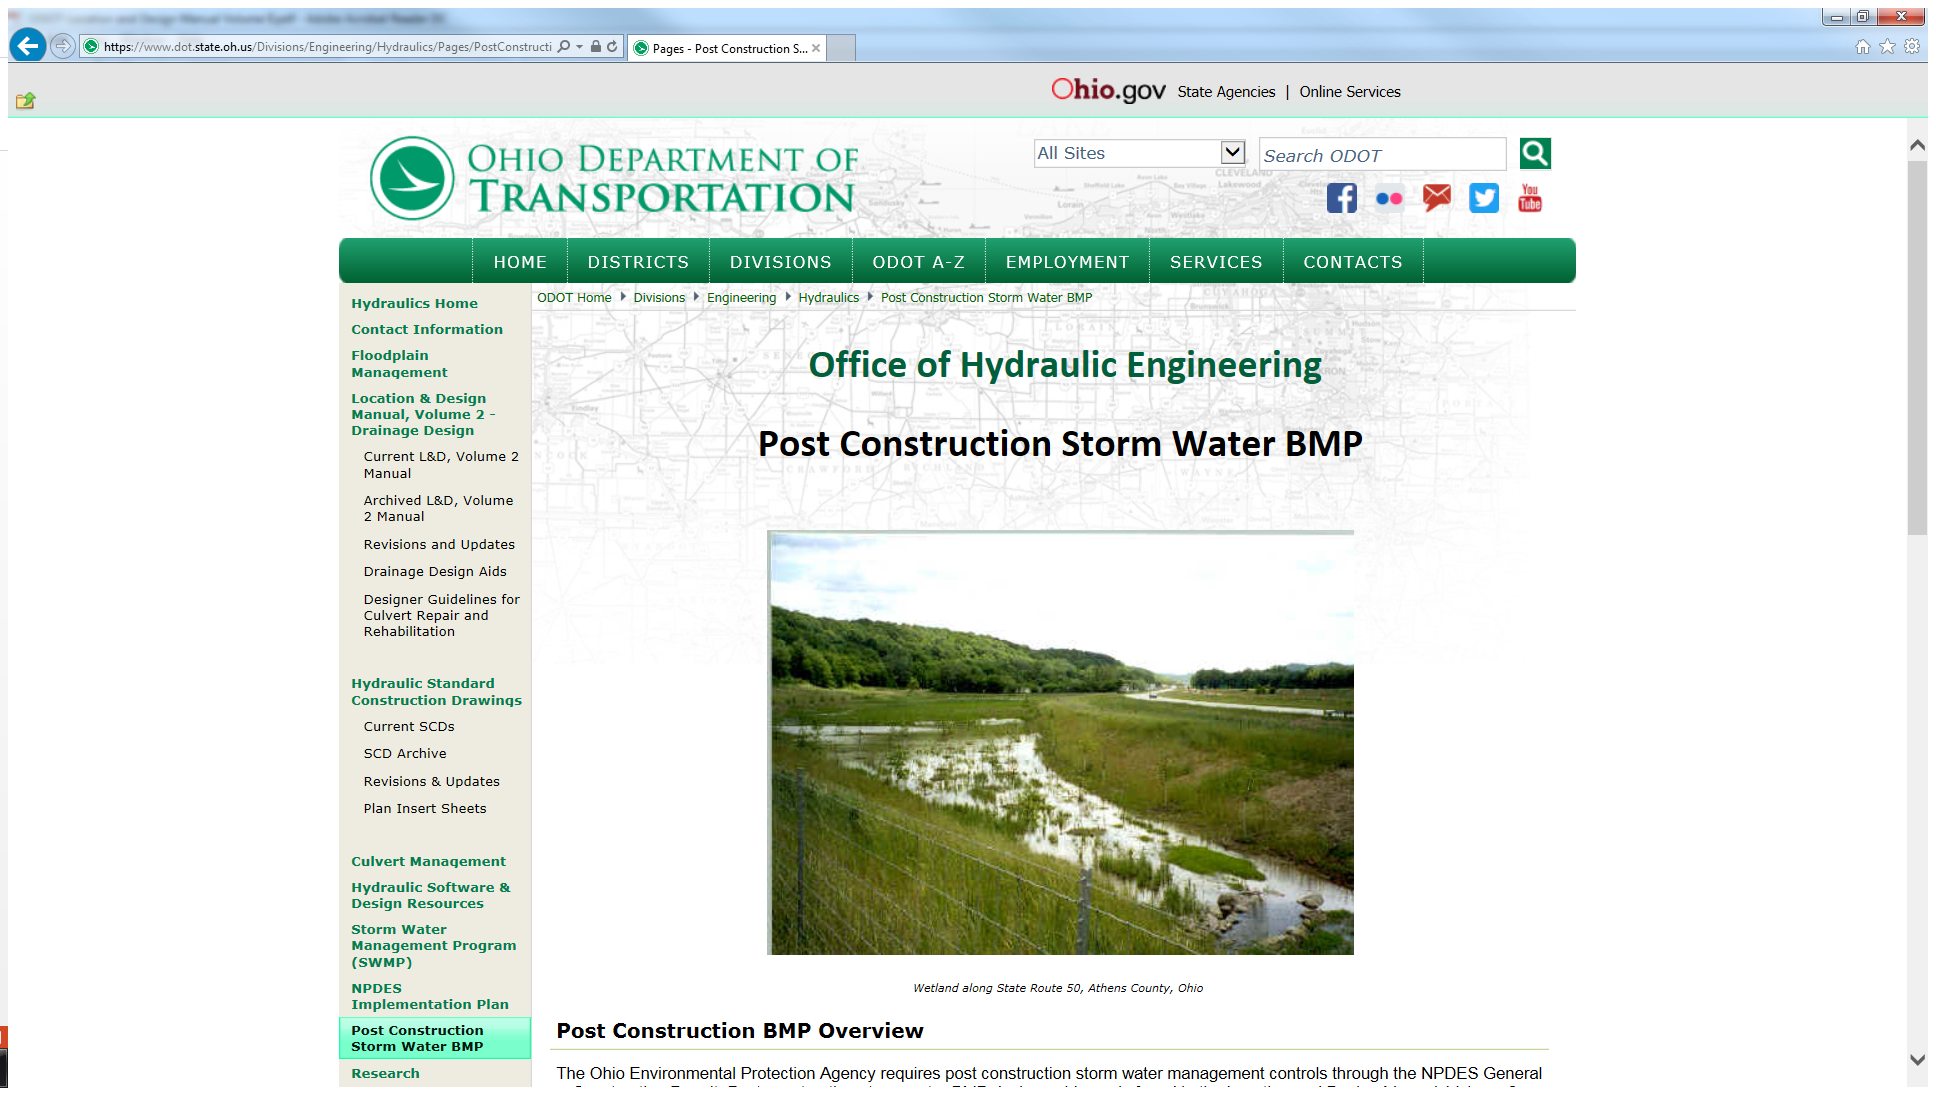 https://www.dot.state.oh.us/Divisions/Engineering/Hydraulics/Pages/PostConstructi
Pages - Post Construction S...
Ohio.gov State Agencies | Online Services
OHIO DEPARTMENT OF
TRANSPORTATION
All Sites
Search ODOT
You
Tube
HOME DISTRICTS DIVISIONS ODOT A-Z EMPLOYMENT SERVICES CONTACTS
ODOT Home Divisions Engineering Hydraulics Post Construction Storm Water BMP
Hydraulics Home
Contact Information
Floodplain
Management
Location & Design
Manual, Volume 2 -
Drainage Design
Current L&D, Volume 2
Manual
Archived L&D, Volume
2 Manual
Revisions and Updates
Drainage Design Aids
Designer Guidelines for
Culvert Repair and
Rehabilitation
Hydraulic Standard
Construction Drawings
Current SCDs
SCD Archive
Revisions & Updates
Plan Insert Sheets
Culvert Management
Hydraulic Software &
Design Resources
Storm Water
Management Program
(SWMP)
NPDES
Implementation Plan
Post Construction
Storm Water BMP
Research
Office of Hydraulic Engineering
Post Construction Storm Water BMP
Wetland along State Route 50, Athens County, Ohio
Post Construction BMP Overview
The Ohio Environmental Protection Agency requires post construction storm water management controls through the NPDES General